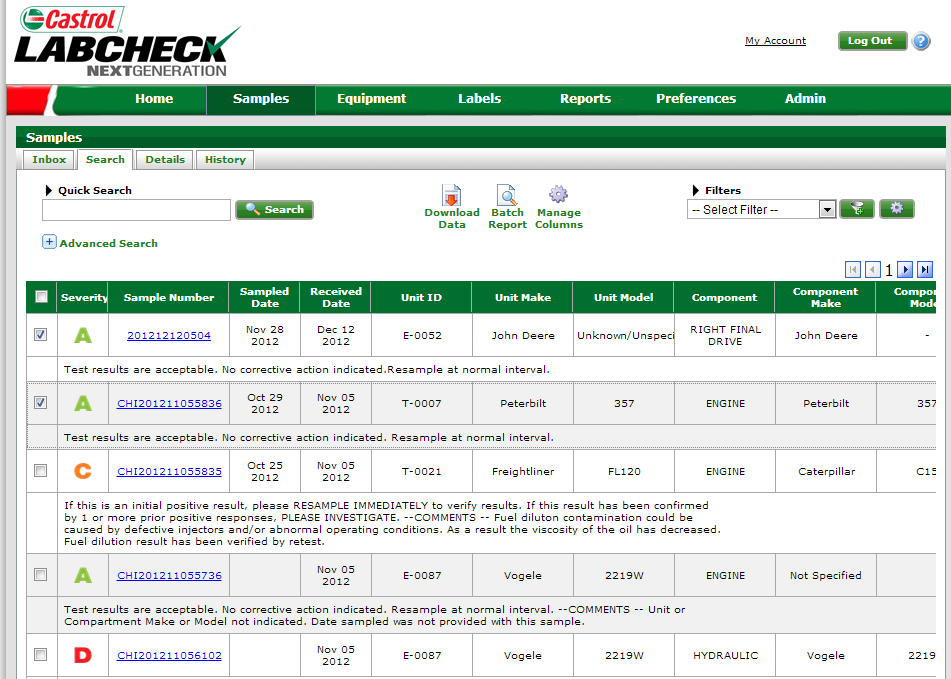 Castrol
LABCHECK
NEXTGENERATION
My Account
Log Out
?
Home Samples Equipment Labels Reports Preferences Admin
Samples
Inbox Search Details History
Quick Search
Search
Advanced Search
Download
Data
Batch
Report
Manage
Columns
Filters
-- Select Filter --
1
Severity Sample Number Sampled Date Received Date Unit ID Unit Make Unit Model Component Component Make Compon Mode
A 201212120504 Nov 28 2012 Dec 12 2012 E-0052 John Deere Unknown/Unspeci RIGHT FINAL DRIVE John Deere -
Test results are acceptable. No corrective action indicated.Resample at normal interval.
A CHI201211055836 Oct 29 2012 Nov 05 2012 T-0007 Peterbilt 357 ENGINE Peterbilt 357
Test results are acceptable. No corrective action indicated. Resample at normal interval.
C CHI201211055835 Oct 25 2012 Nov 05 2012 T-0021 Freightliner FL120 ENGINE Caterpillar C15
If this is an initial positive result, please RESAMPLE IMMEDIATELY to verify results. If this result has been confirmed
by 1 or more prior positive responses, PLEASE INVESTIGATE. --COMMENTS -- Fuel diluton contamination could be
caused by defective injectors and/or abnormal operating conditions. As a result the viscosity of the oil has decreased.
Fuel dilution result has been verified by retest.
A CHI201211055736 Nov 05 2012 E-0087 Vogele 2219W ENGINE Not Specified
Test results are acceptable. No corrective action indicated. Resample at normal interval. --COMMENTS -- Unit or
Compartment Make or Model not indicated. Date sampled was not provided with this sample.
D CHI201211056102 Nov 05 2012 E-0087 Vogele 2219W HYDRAULIC Vogele 2219